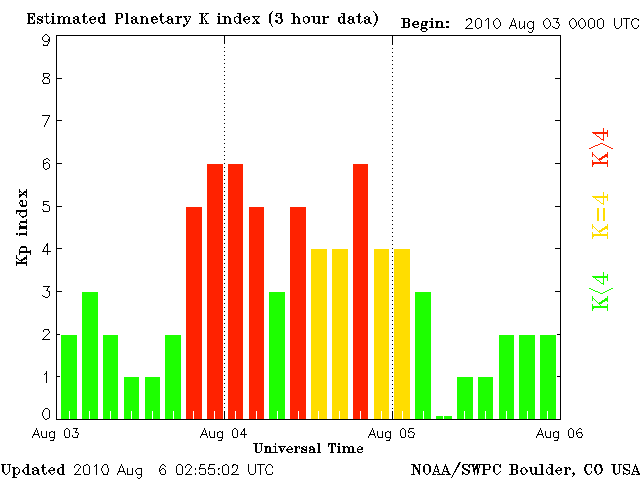 Estimated Planetary K index (3 hour data)
Begin: 2010 Aug 03 0000 UTC
9
8
7
6
5
4
3
2
1
0
Kp index
K>4
K=4
K<4
Aug 03
Aug 04
Aug 05
Aug 06
Universal Time
Updated 2010 Aug 6 02:55:02 UTC
NOAA/SWPC Boulder, CO USA